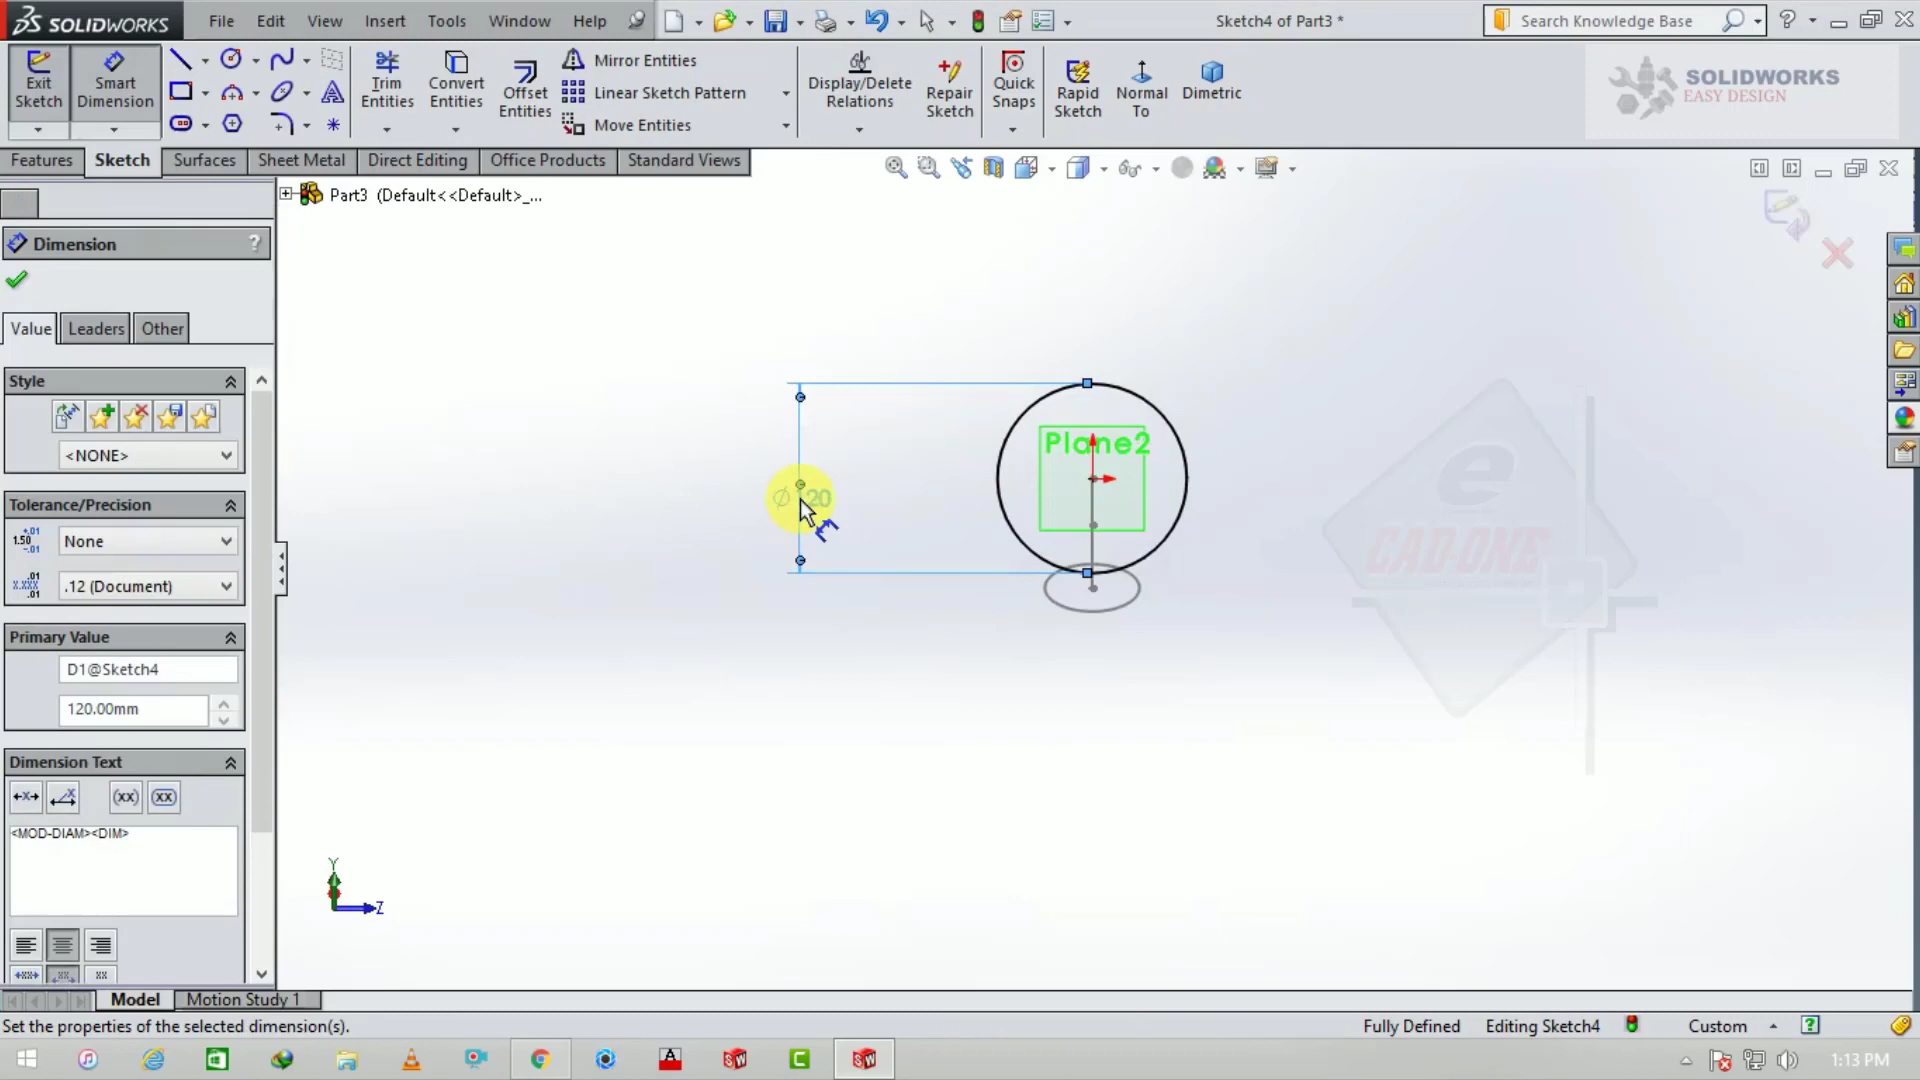 SOLIDWORKS File Edit View Insert Tools Window Help Sketch4 of Part3 * Search Knowledge Base
Exit Sketch
Smart Dimension
Trim Entities
Convert Entities
Offset Entities
Mirror Entities
Linear Sketch Pattern
Move Entities
Display/Delete Relations
Repair Sketch
Quick Snaps
Rapid Sketch
Normal To
Dimetric
SOLIDWORKS
EASY DESIGN
Features Sketch Surfaces Sheet Metal Direct Editing Office Products Standard Views
Part3 (Default<<Default>_...
Dimension ?
Value Leaders Other
Style
<NONE>
Tolerance/Precision
None
.12 (Document)
Primary Value
D1@Sketch4
120.00mm
Dimension Text
(xx) (xx)
<MOD-DIAM><DIM>
Plane2
e
CAD-ONE
Y
Z
Model Motion Study 1
Set the properties of the selected dimension(s). Fully Defined Editing Sketch4 Custom
1:13 PM